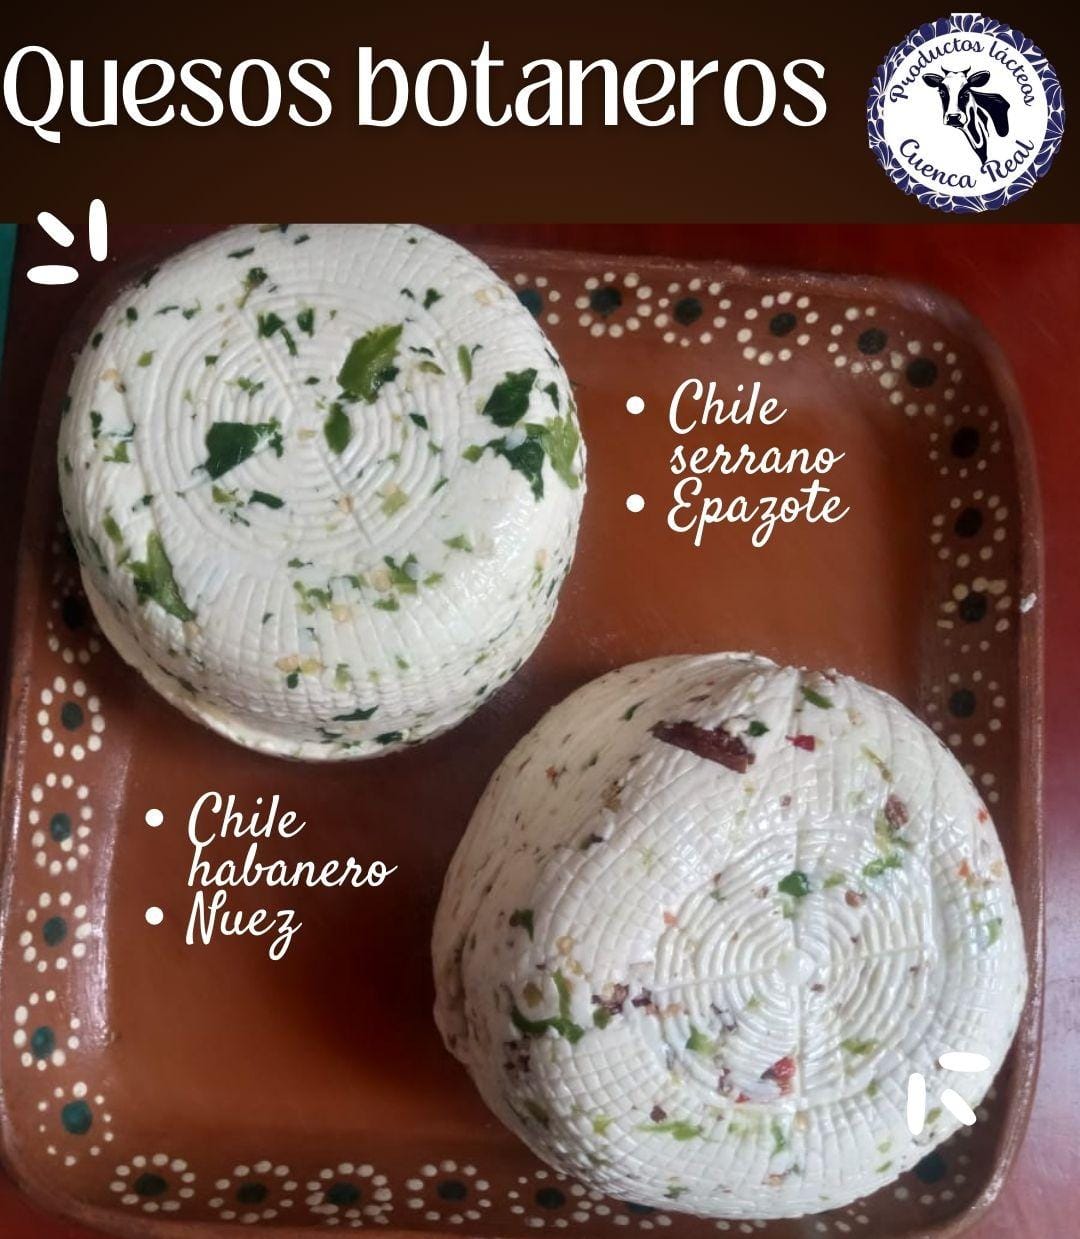 Quesos botaneros
Productos lácteos
Cuenca Real
• Chile
serrano
• Epazote
• Chile
habanero
• Nuez